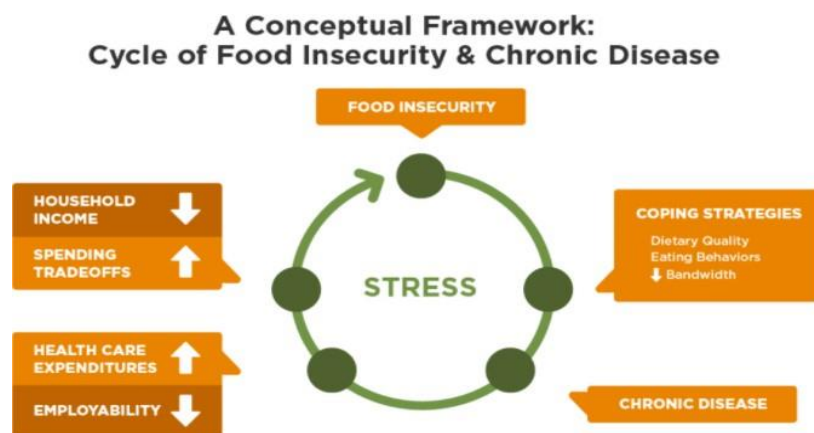 A Conceptual Framework:
Cycle of Food Insecurity & Chronic Disease
FOOD INSECURITY
HOUSEHOLD
INCOME
SPENDING
TRADEOFFS
STRESS
COPING STRATEGIES
Dietary Quality
Eating Behaviors
Bandwidth
HEALTH CARE
EXPENDITURES
EMPLOYABILITY
CHRONIC DISEASE